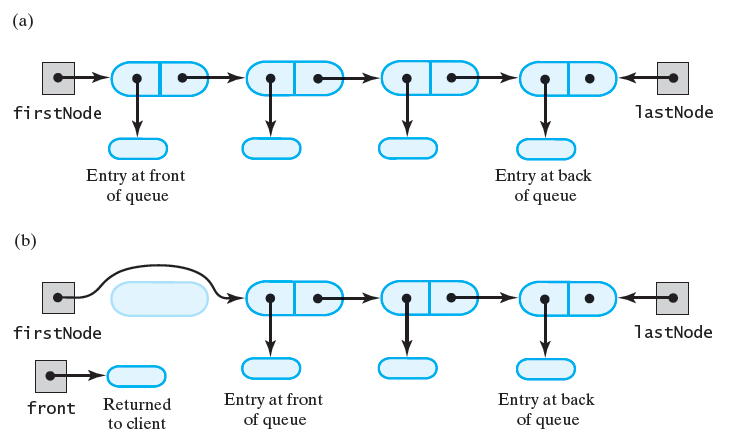 (a)
firstNode
lastNode
Entry at front
of queue
Entry at back
of queue
(b)
firstNode
lastNode
front
Returned
to client
Entry at front
of queue
Entry at back
of queue